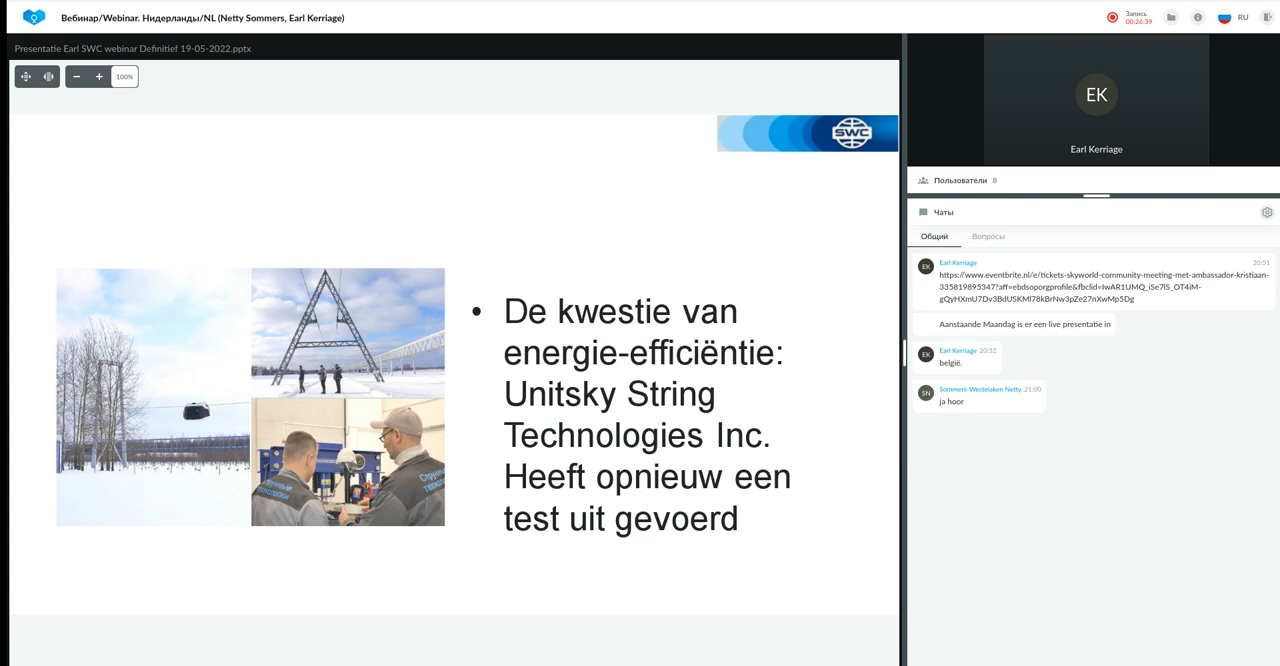 Вебинар/Webinar. Нидерланды/NL (Netty Sommers, Earl Kerriage)
Запись
00:26:39
RU
Presentatie Earl SWC webinar Definitief 19-05-2022.pptx
100%
SWC
• De kwestie van
energie-efficiëntie:
Unitsky String
Technologies Inc.
Heeft opnieuw een
test uit gevoerd
EK
Earl Kerriage
Пользователи 8
Чаты
Общий Вопросы
EK Earl Kerriage 20:51
https://www.eventbrite.nl/e/tickets-skyworld-community-meeting-met-ambassador-kristiaan-
335819895347?aff=ebdsoporgprofile&fbclid=IwAR1UMQ_iSe7lS_OT4iM-
gQyHXmU7Dv3BdUSKMl78kBrNw3pZe27nXwMp5Dg
Aanstaande Maandag is er een live presentatie in
EK Earl Kerriage 20:52
belgië.
SN Sommers-Westelaken Netty 21:00
ja hoor